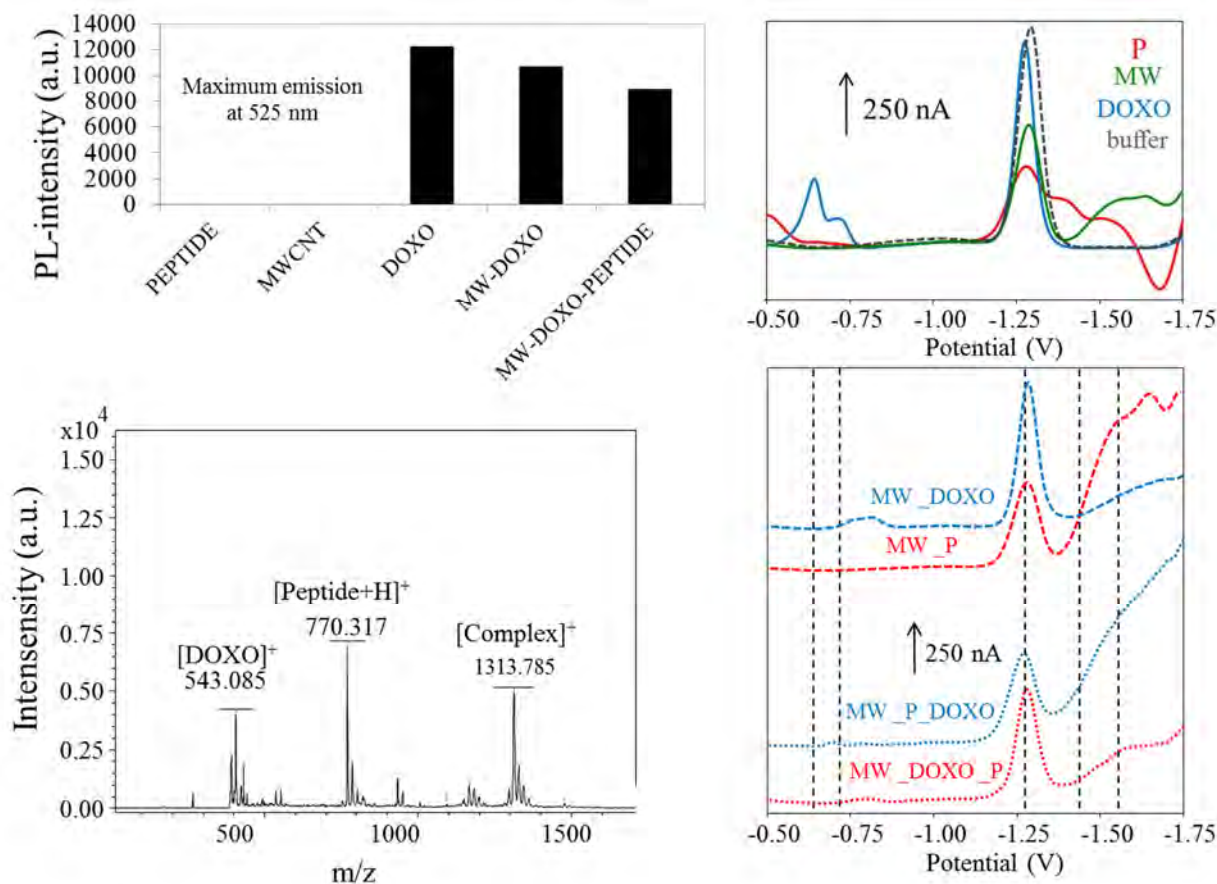 14000
12000
10000
8000
6000
4000
2000
0
PL-intensity (a.u.)
Maximum emission
at 525 nm
PEPTIDE
MWCNT
DOXO
MW-DOXO
MW-DOXO-PEPTIDE
250 nA
P
MW
DOXO
buffer
-0.50 -0.75 -1.00 -1.25 -1.50 -1.75
Potential (V)
x10 4
1.50
1.25
1.00
0.75
0.50
0.25
0.00
Intensensity (a.u.)
[DOXO]+
543.085
[Peptide+H]+
770.317
[Complex]+
1313.785
500 1000 1500
m/z
MW_DOXO
MW_P
250 nA
MW_P_DOXO
MW_DOXO_P
-0.50 -0.75 -1.00 -1.25 -1.50 -1.75
Potential (V)